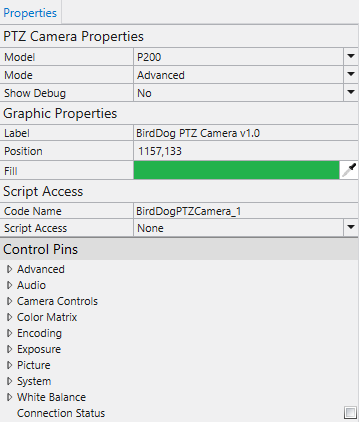 Properties
PTZ Camera Properties
Model P200
Mode Advanced
Show Debug No
Graphic Properties
Label BirdDog PTZ Camera v1.0
Position 1157,133
Fill
Script Access
Code Name BirdDogPTZCamera_1
Script Access None
Control Pins
Advanced
Audio
Camera Controls
Color Matrix
Encoding
Exposure
Picture
System
White Balance
Connection Status